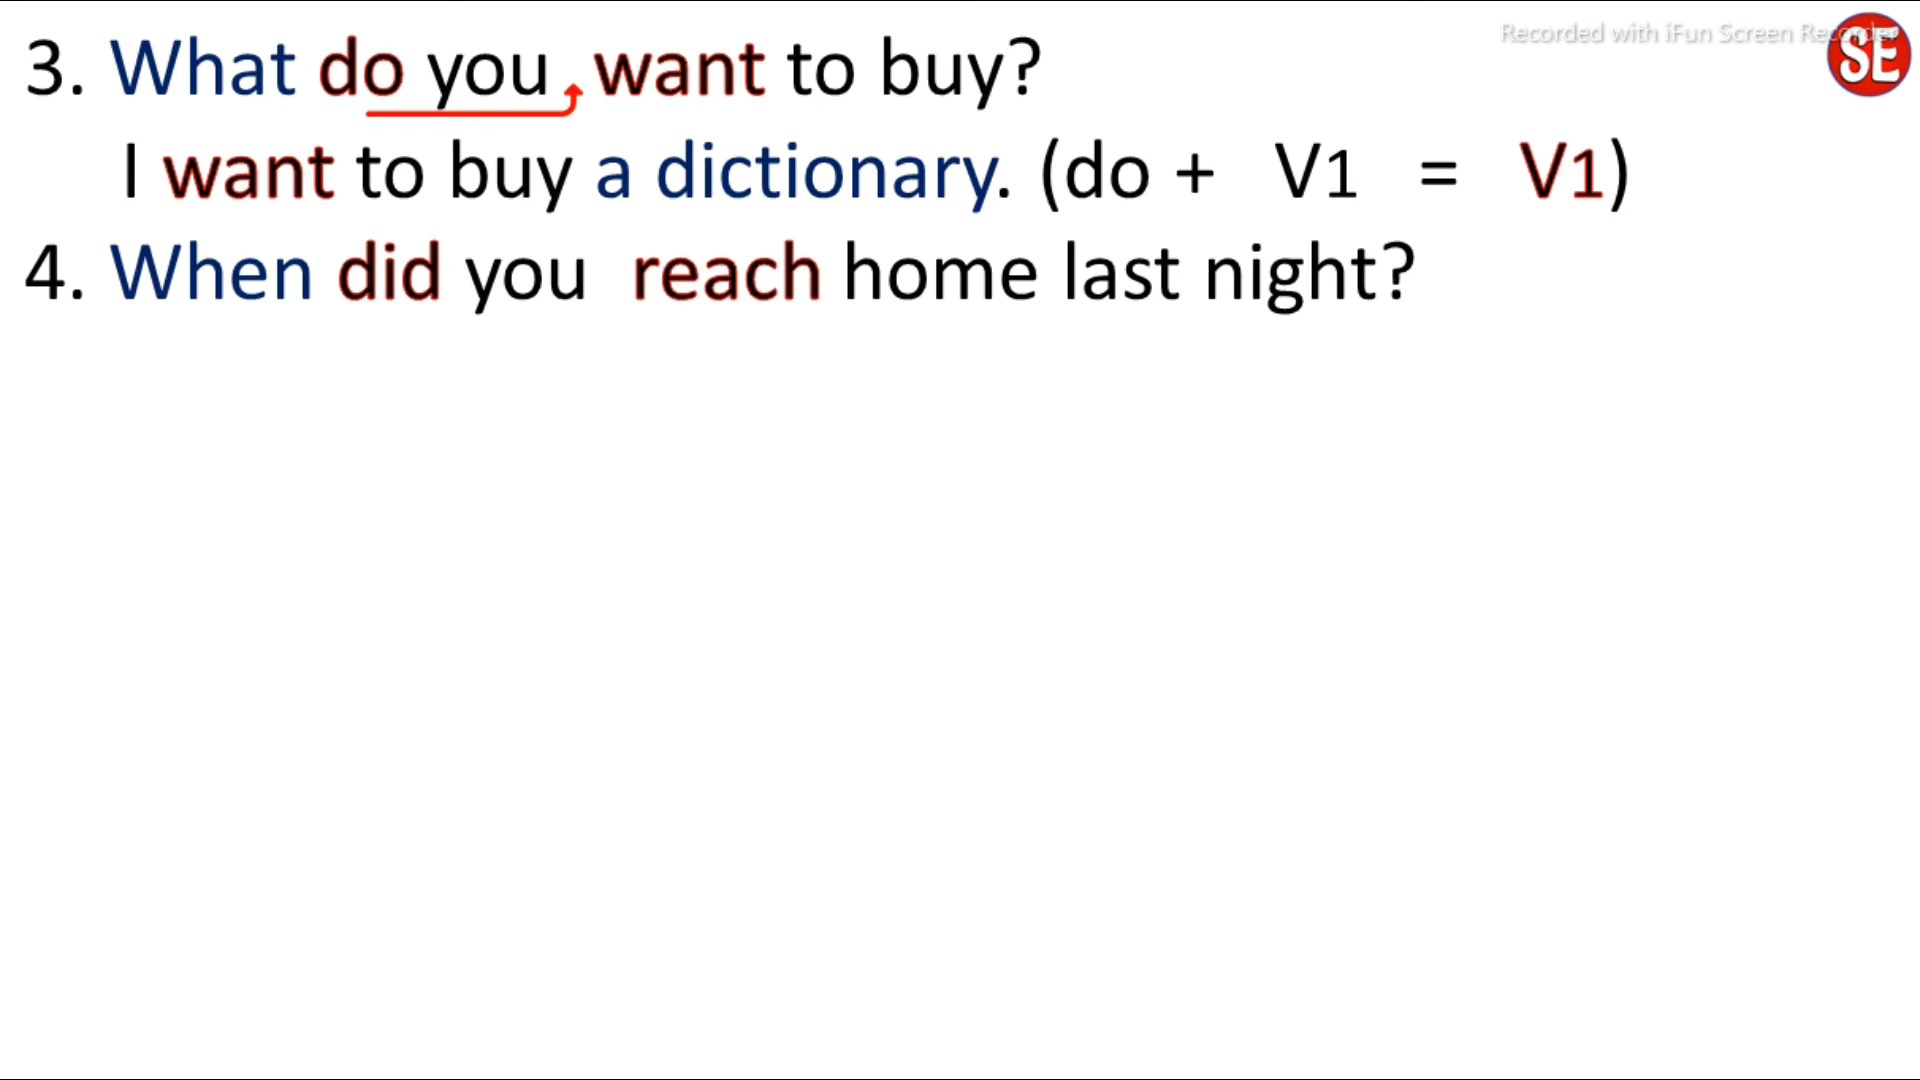 Recorded with iFun Screen Recorder
SE
3. What do you want to buy?
I want to buy a dictionary. (do + V1 = V1)
4. When did you reach home last night?